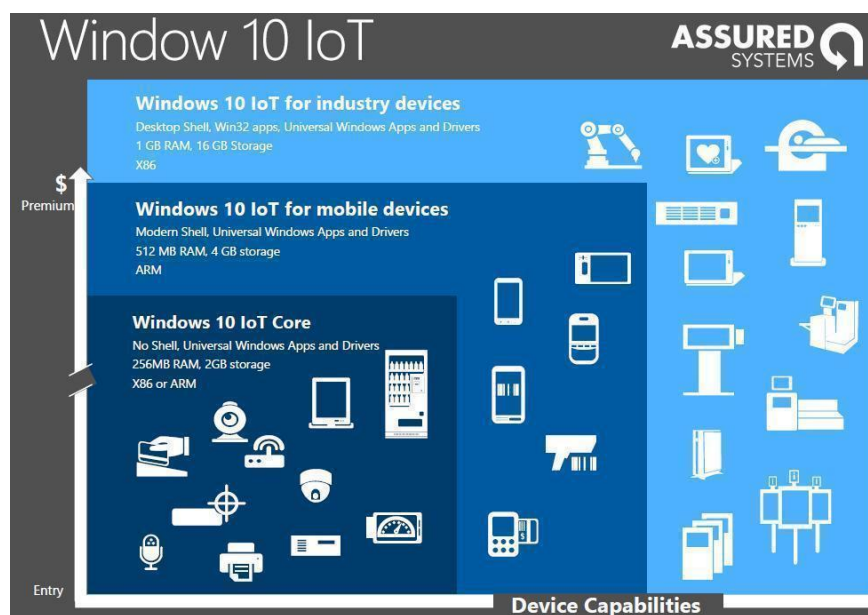 Window 10 IoT
ASSURED
SYSTEMS
Windows 10 IoT for industry devices
Desktop Shell, Win32 apps, Universal Windows Apps and Drivers
1 GB RAM, 16 GB Storage
X86
$
Premium
Windows 10 IoT for mobile devices
Modern Shell, Universal Windows Apps and Drivers
512 MB RAM, 4 GB storage
ARM
Windows 10 IoT Core
No Shell, Universal Windows Apps and Drivers
256MB RAM, 2GB storage
X86 or ARM
$
Entry
Device Capabilities